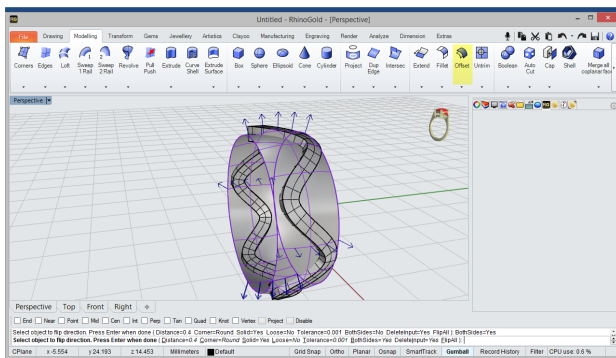 Untitled - RhinoGold - [Perspective]
File Drawing Modelling Transform Gems Jewellery Artistics Clayoo Manufacturing Engraving Render Analyze Dimension Extras
Corners Edges Loft Sweep 1 Rail Sweep 2 Rail Revolve Pull Push Extrude Curve Shell Extrude Surface Box Sphere Ellipsoid Cone Cylinder Project Dup Edge Intersec Extend Fillet Offset Untrim Boolean Auto Cut Cap Shell Merge all coplanar face
Perspective
Perspective Top Front Right
End Near Point Mid Cen Int Perp Tan Quad Knot Vertex Project Disable
Select object to flip direction. Press Enter when done ( Distance=0.4 Corner=Round Solid=Yes Loose=No Tolerance=0.001 BothSides=No DeleteInput=Yes FlipAll ): BothSides=Yes
Select object to flip direction. Press Enter when done ( Distance=0.4 Corner=Round Solid=Yes Loose=No Tolerance=0.001 BothSides=Yes DeleteInput=Yes FlipAll ):
CPlane x -5.554 y 24.193 z 14.453 Millimeters Default Grid Snap Ortho Planar Osnap SmartTrack Gumball Record History Filter CPU use: 0.6 %